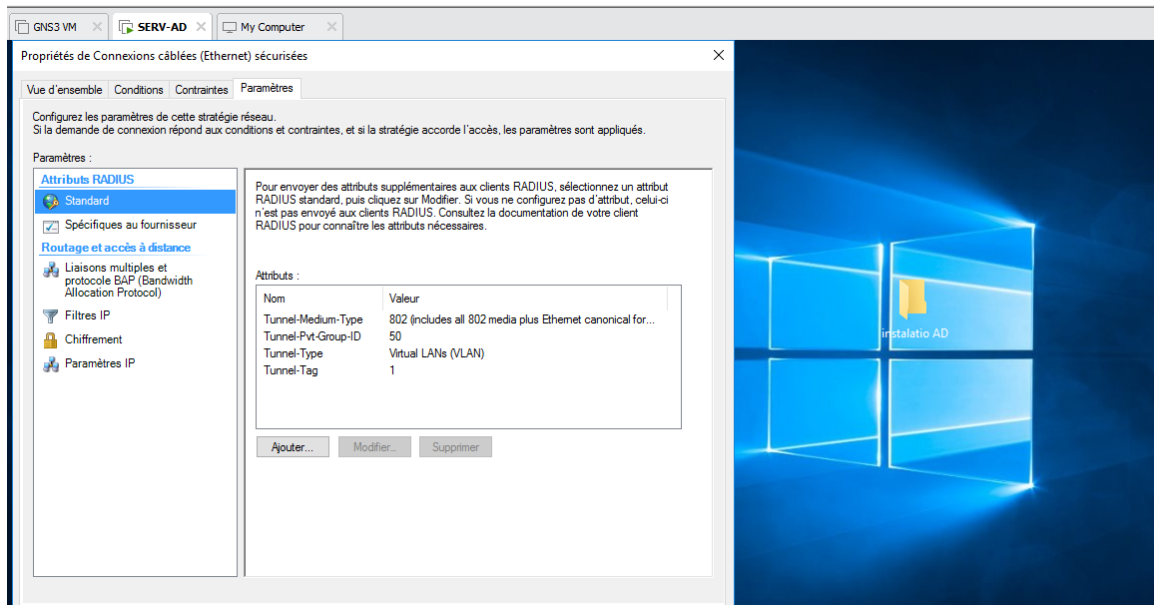 GNS3 VM
SERV-AD
My Computer
Propriétés de Connexions câblées (Ethernet) sécurisées
Vue d'ensemble Conditions Contraintes Paramètres
Configurez les paramètres de cette stratégie réseau.
Si la demande de connexion répond aux conditions et contraintes, et si la stratégie accorde l'accès, les paramètres sont appliqués.
Paramètres :
Attributs RADIUS
Standard
Spécifiques au fournisseur
Routage et accès à distance
Liaisons multiples et
protocole BAP (Bandwidth
Allocation Protocol)
Filtres IP
Chiffrement
Paramètres IP
Pour envoyer des attributs supplémentaires aux clients RADIUS, sélectionnez un attribut
RADIUS standard, puis cliquez sur Modifier. Si vous ne configurez pas d'attribut, celui-ci
n'est pas envoyé aux clients RADIUS. Consultez la documentation de votre client
RADIUS pour connaître les attributs nécessaires.
Attributs :
Nom Valeur
Tunnel-Medium-Type 802 (includes all 802 media plus Ethernet canonical for...
Tunnel-Pvt-Group-ID 50
Tunnel-Type Virtual LANs (VLAN)
Tunnel-Tag 1
Ajouter... Modifier... Supprimer
instalatio AD